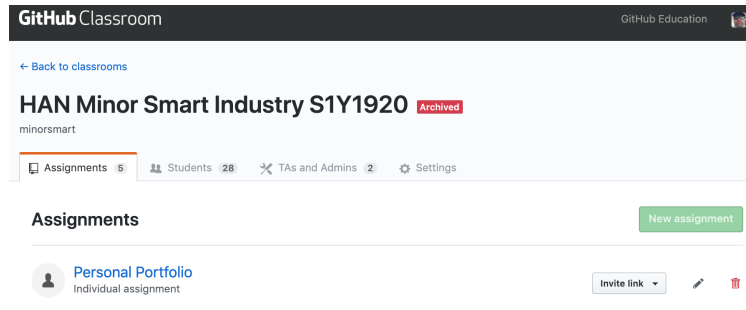 GitHub Classroom
GitHub Education
← Back to classrooms
HAN Minor Smart Industry S1Y1920 Archived
minorsmart
Assignments 5 Students 28 TAs and Admins 2 Settings
Assignments
New assignment
Personal Portfolio
Individual assignment
Invite link